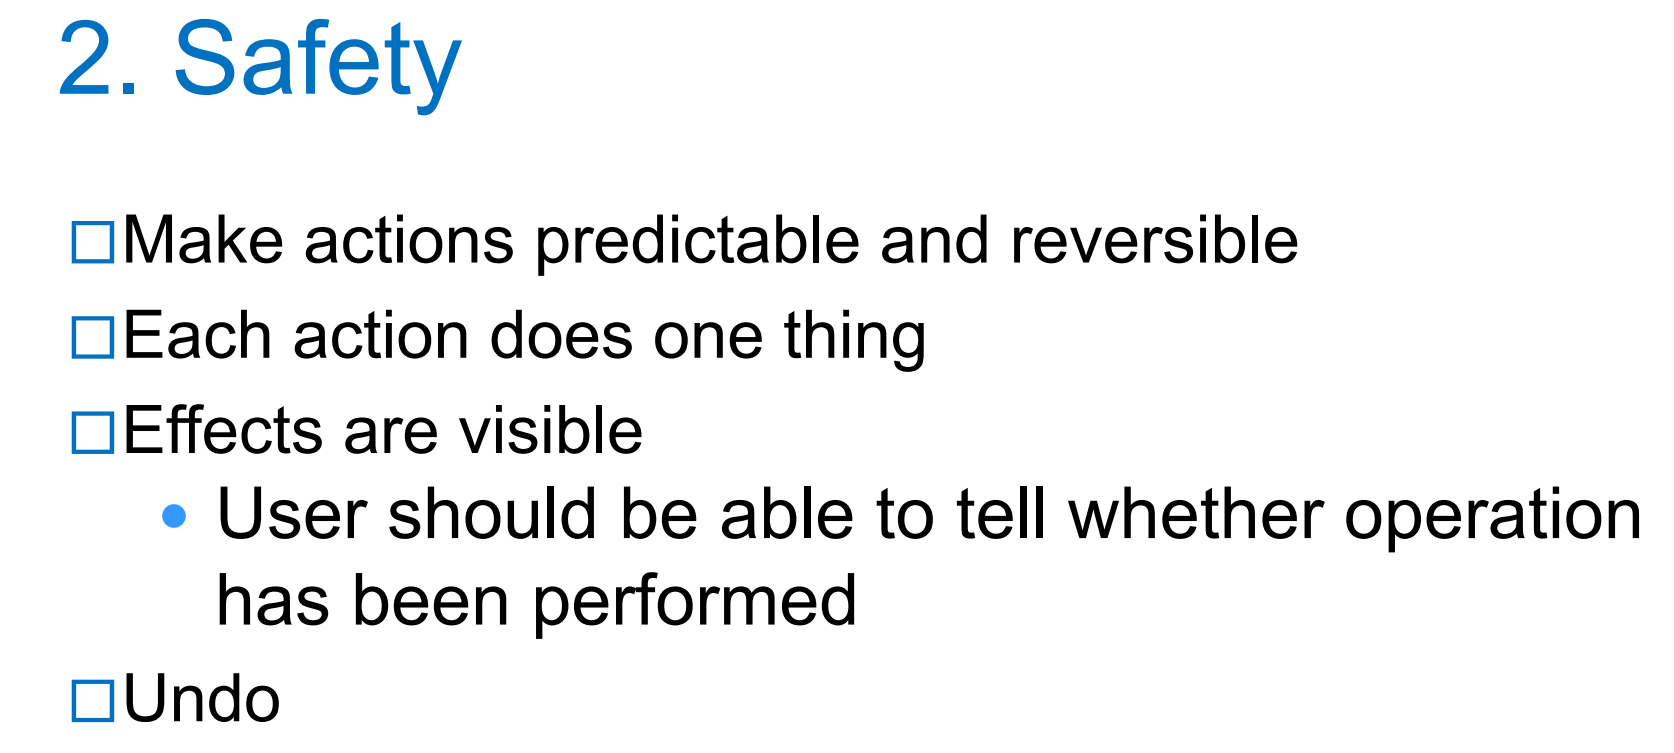 2. Safety
Make actions predictable and reversible
Each action does one thing
Effects are visible
User should be able to tell whether operation
has been performed
Undo